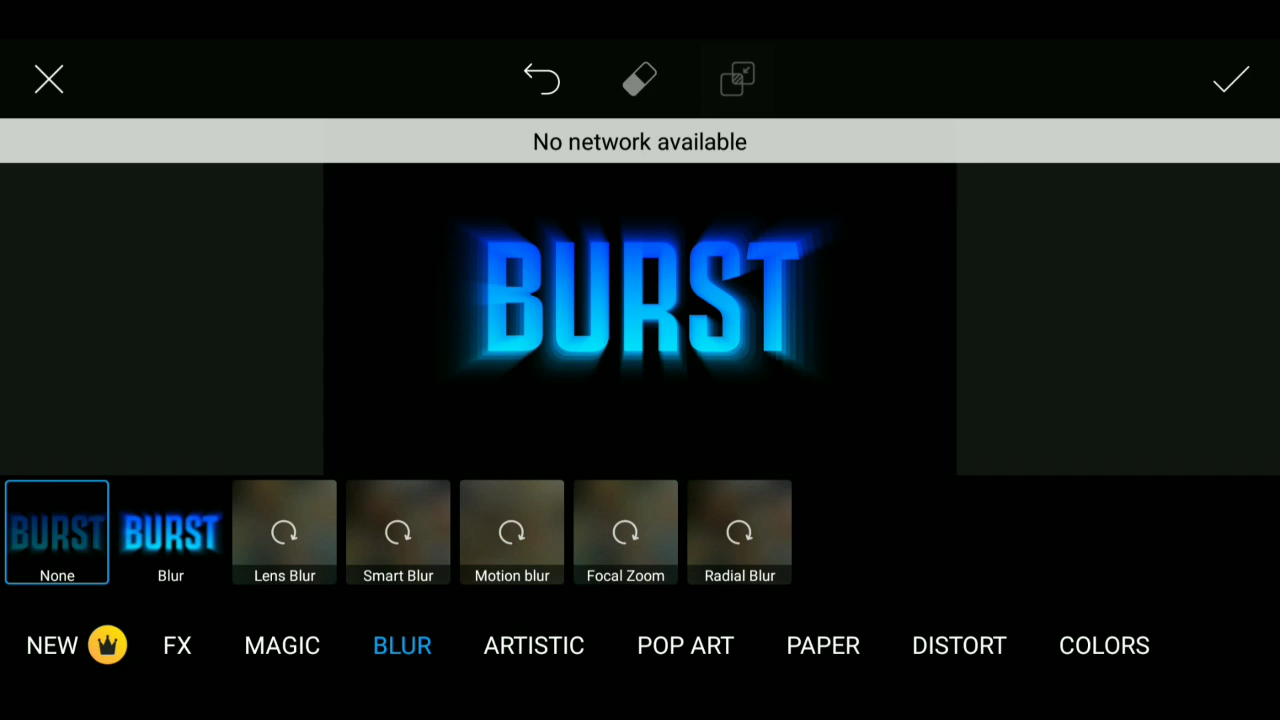 No network available
BURST
BURST BURST
None Blur Lens Blur Smart Blur Motion blur Focal Zoom Radial Blur
NEW FX MAGIC BLUR ARTISTIC POP ART PAPER DISTORT COLORS